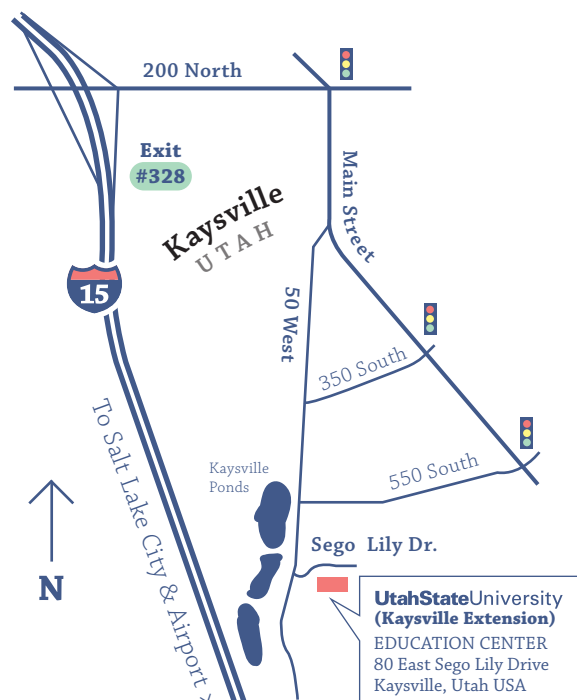 200 North
Exit
#328
Main Street
Kaysville
UTAH
15
50 West
350 South
To Salt Lake City & Airport >
550 South
Kaysville
Ponds
Sego Lily Dr.
N
UtahStateUniversity
(Kaysville Extension)
EDUCATION CENTER
80 East Sego Lily Drive
Kaysville, Utah USA